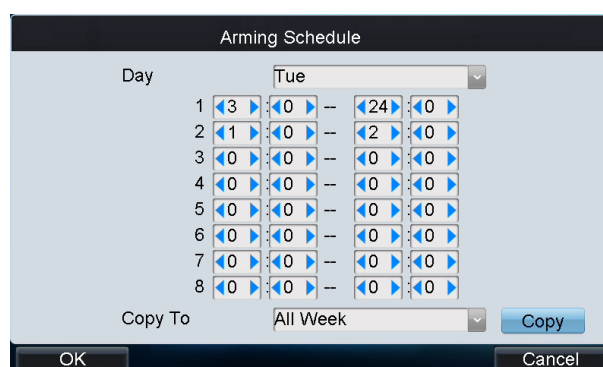 Arming Schedule
Day Tue
1 3 : 0 -- 24 : 0
2 1 : 0 -- 2 : 0
3 0 : 0 -- 0 : 0
4 0 : 0 -- 0 : 0
5 0 : 0 -- 0 : 0
6 0 : 0 -- 0 : 0
7 0 : 0 -- 0 : 0
8 0 : 0 -- 0 : 0
Copy To All Week Copy
OK Cancel